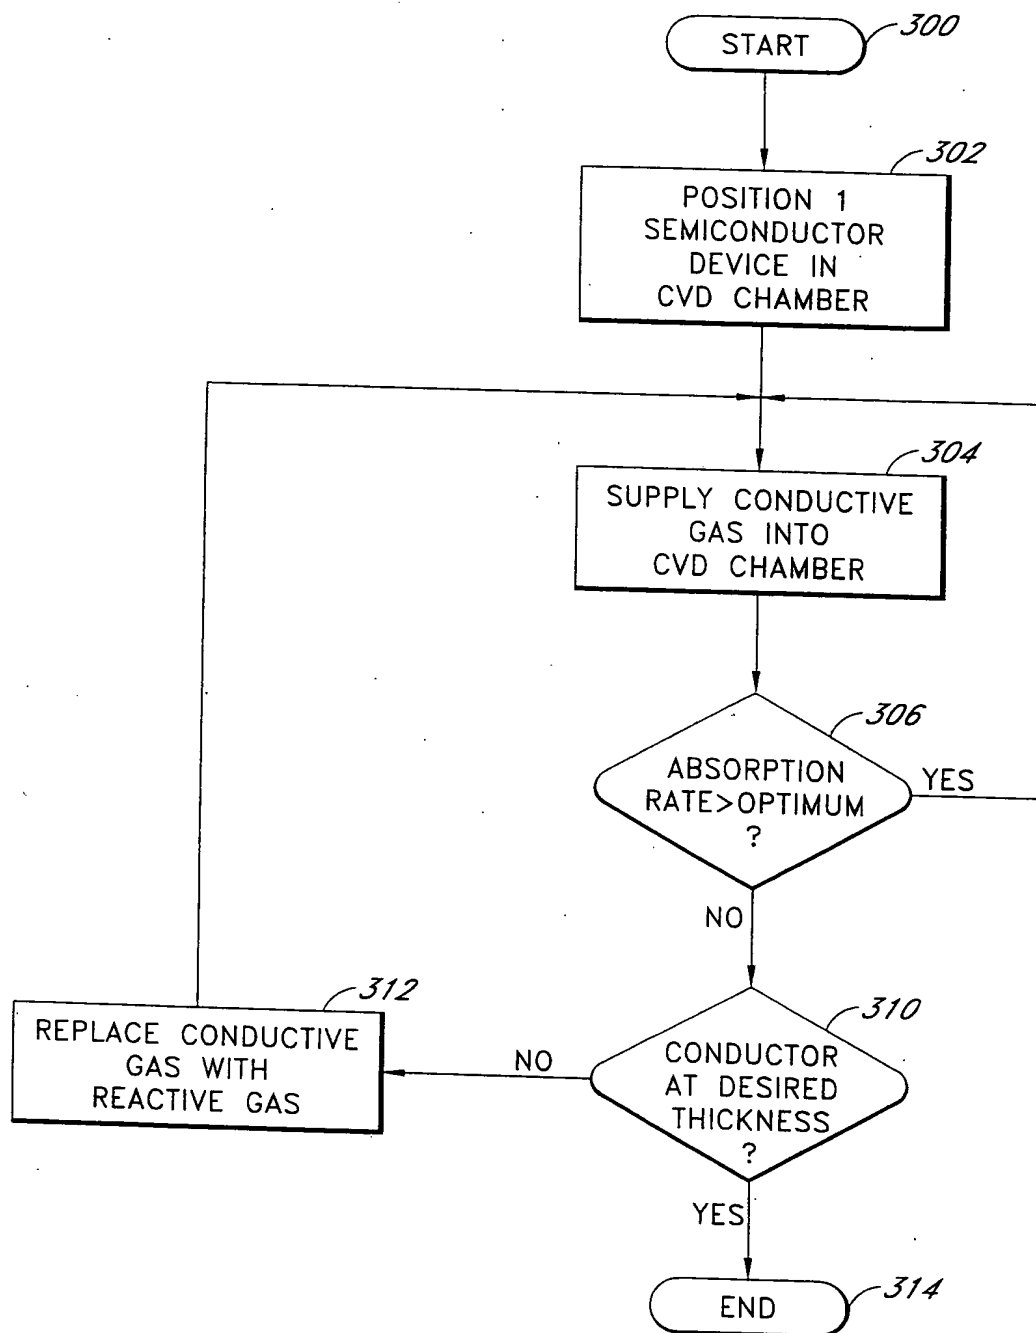 START
300
302
POSITION 1
SEMICONDUCTOR
DEVICE IN
CVD CHAMBER
304
SUPPLY CONDUCTIVE
GAS INTO
CVD CHAMBER
306
ABSORPTION
RATE>OPTIMUM
?
YES
NO
312
REPLACE CONDUCTIVE
GAS WITH
REACTIVE GAS
NO
310
CONDUCTOR
AT DESIRED
THICKNESS
?
YES
END
314